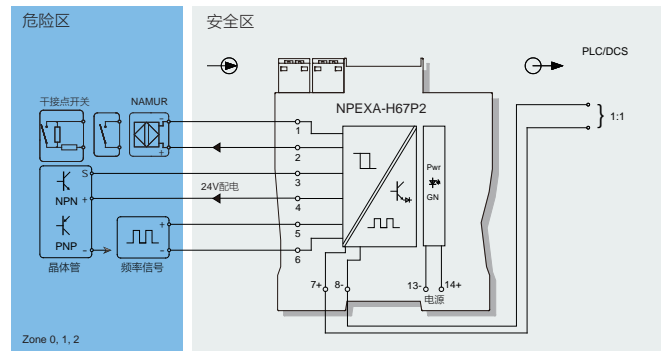 危险区
安全区
PLC/DCS
干接点开关
NAMUR
NPEXA-H67P2
1:1
-
+
1
2
3
4
5
6
S
NPN +
PNP -
24V配电
+
-
晶体管
频率信号
Pwr
GN
7+
8-
13-
14+
电源
Zone 0, 1, 2